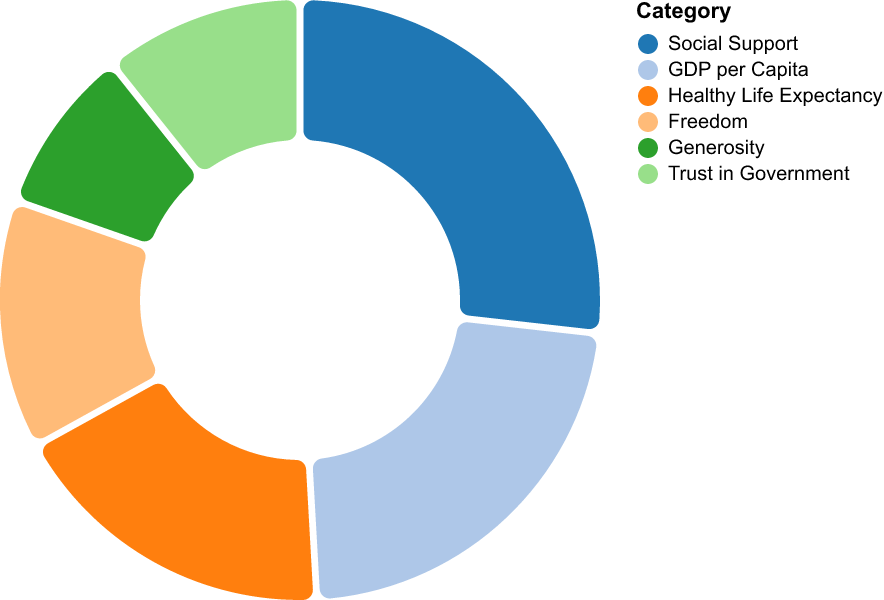 Category
Social Support
GDP per Capita
Healthy Life Expectancy
Freedom
Generosity
Trust in Government